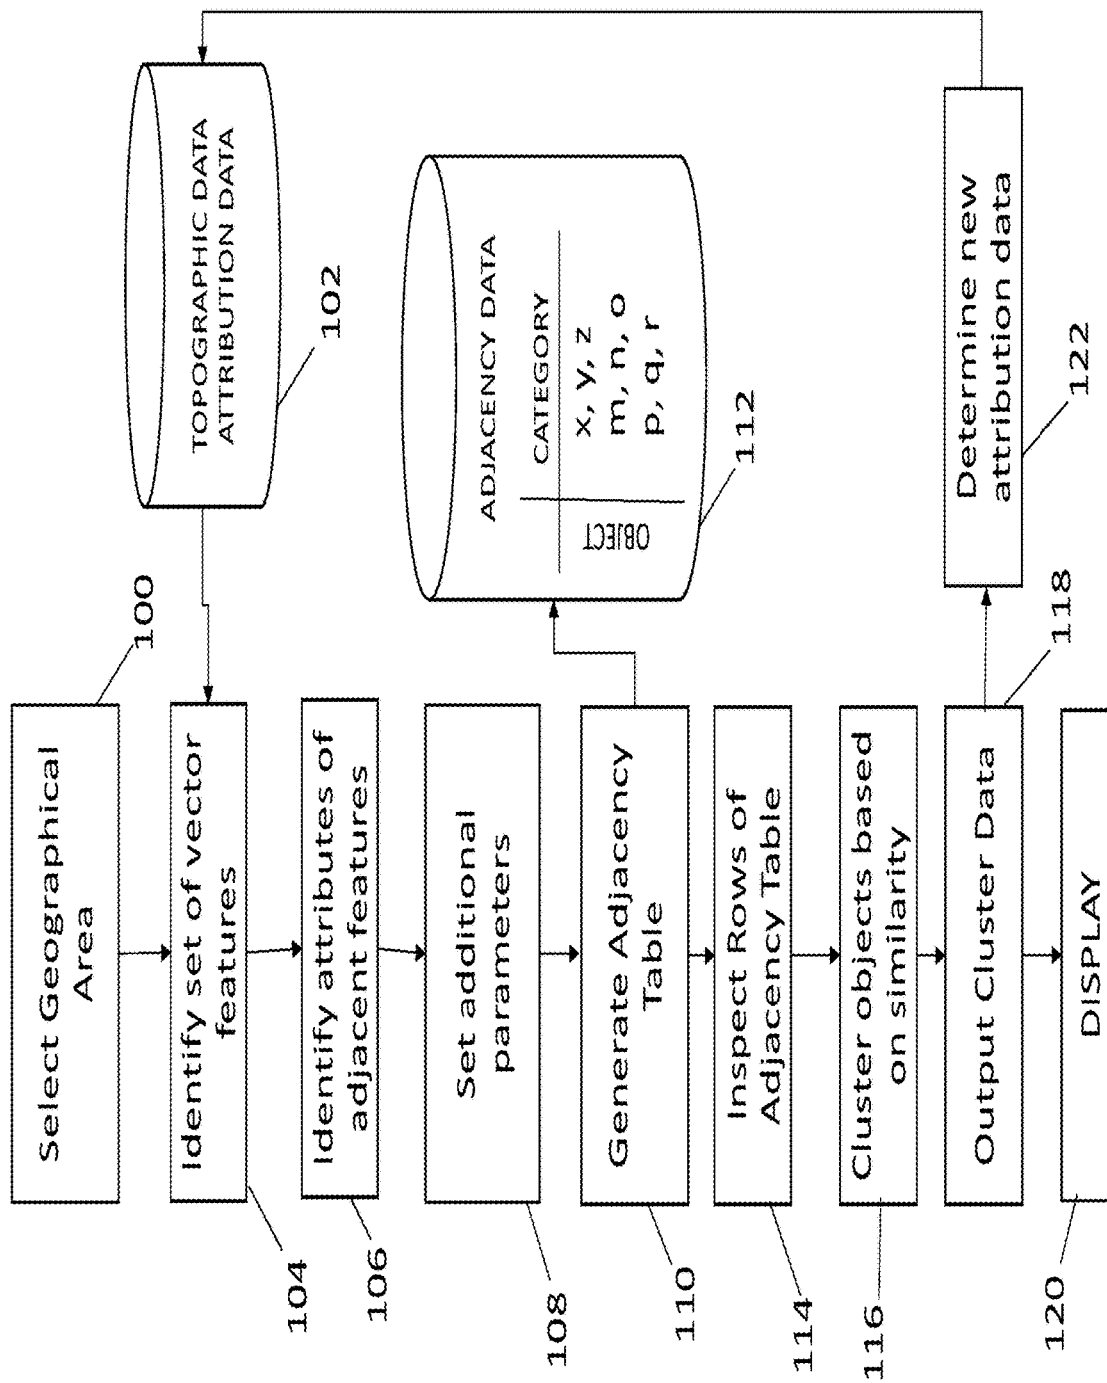 Select Geographical
Area
100
Identify set of vector
features
104
TOPOGRAPHIC DATA
ATTRIBUTION DATA
102
Identify attributes of
adjacent features
106
Set additional
parameters
108
Generate Adjacency
Table
110
ADJACENCY DATA
CATEGORY
OBJECT
x, y, z
m, n, o
p, q, r
112
Inspect Rows of
Adjacency Table
114
Cluster objects based
on similarity
116
Output Cluster Data
118
Determine new
attribution data
122
DISPLAY
120